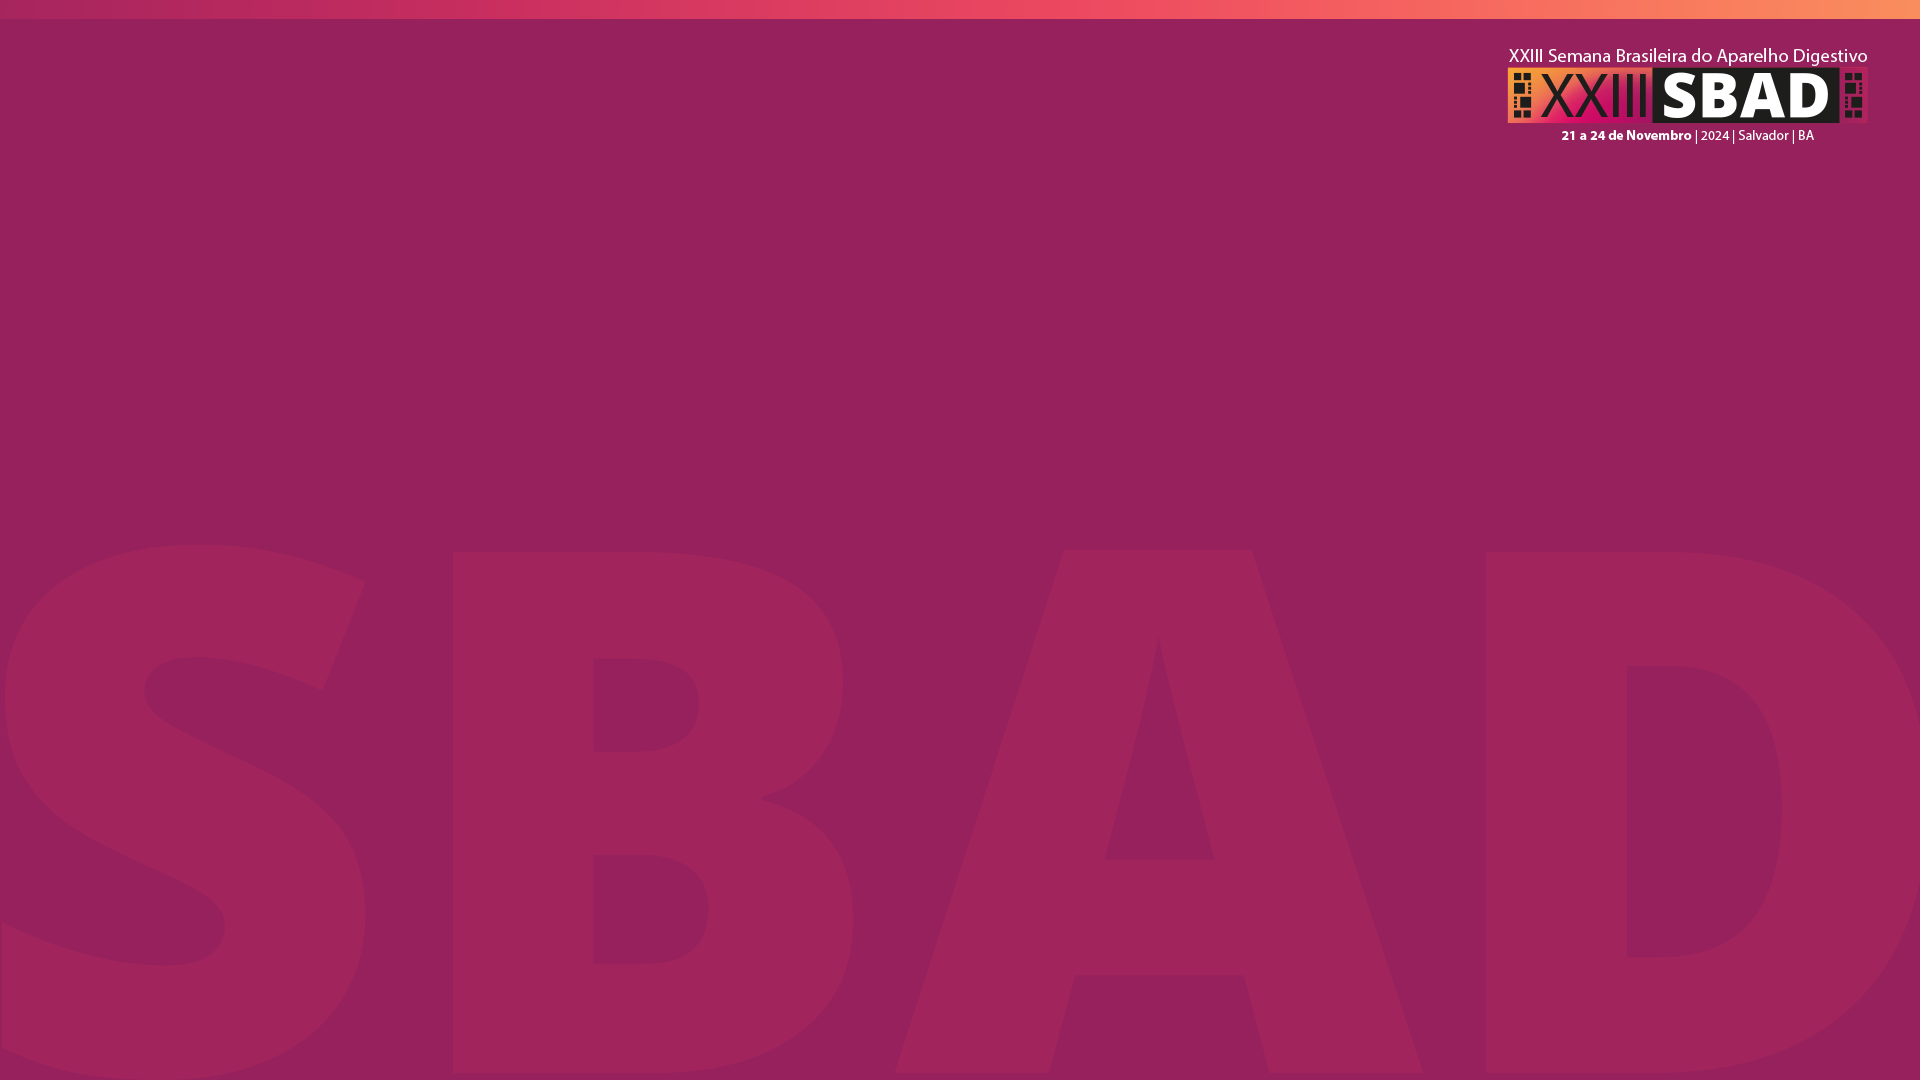 XXIII Semana Brasileira do Aparelho Digestivo
XXIII SBAD
21 a 24 de Novembro | 2024 | Salvador | BA
SBAD